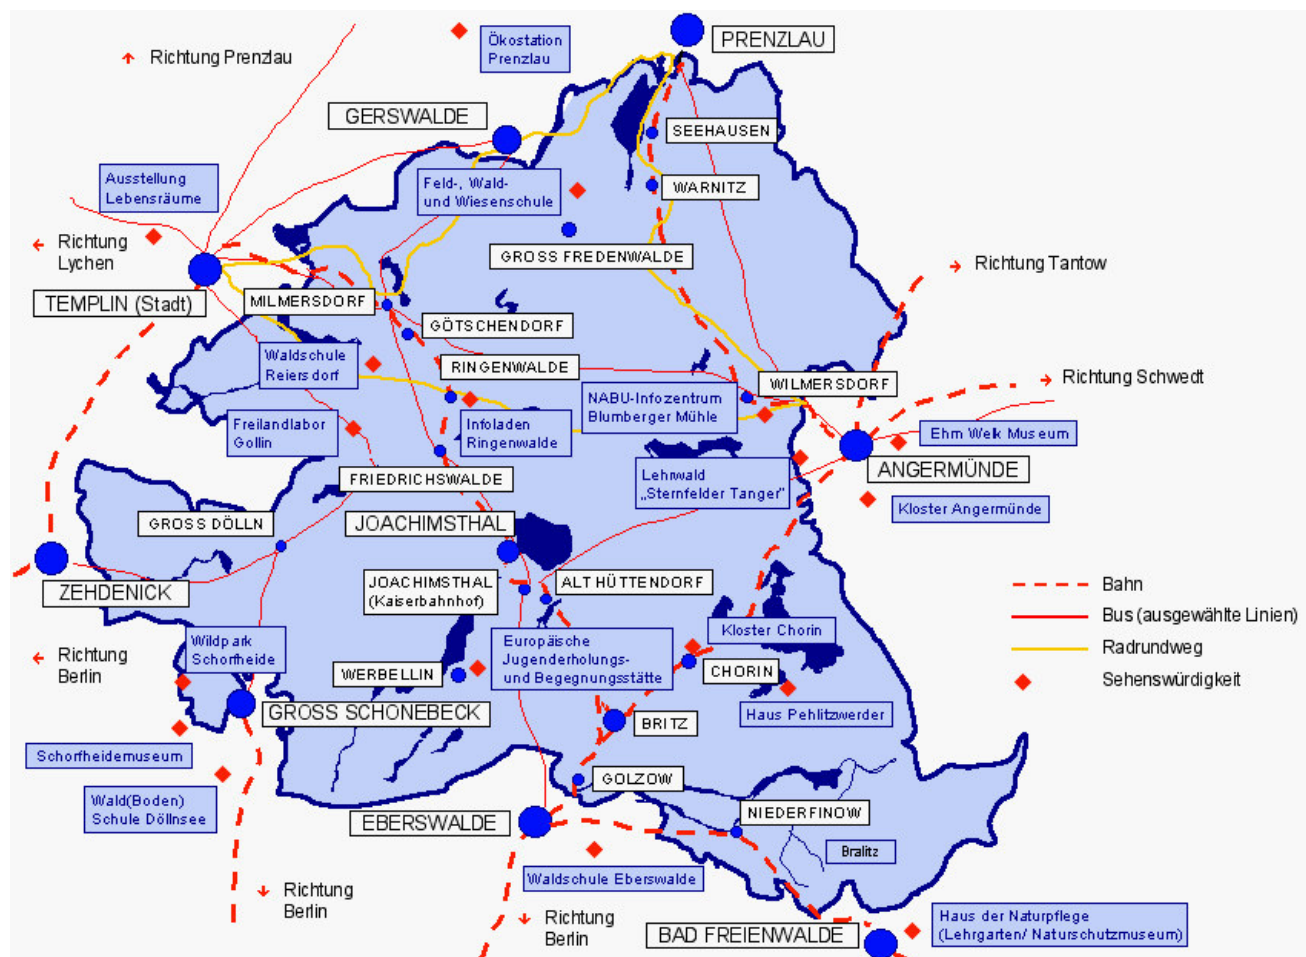 PRENZLAU
Ökostation
Prenzlau
Richtung Prenzlau
GERSWALDE
SEEHAUSEN
Ausstellung
Lebensräume
Feld-, Wald-
und Wiesenschule
WARNITZ
Richtung
Lychen
GROSS FREDENWALDE
Richtung Tantow
TEMPLIN (Stadt)
MILMERSDORF
GÖTSCHENDORF
Waldschule
Reiersdorf
RINGENWALDE
WILMERSDORF
Richtung Schwedt
NABU-Infozentrum
Blumberger Mühle
Freilandlabor
Gollin
Infoladen
Ringenwalde
Ehm Welk Museum
FRIEDRICHSWALDE
Lehrwald
„Sternfelder Tanger"
ANGERMÜNDE
Kloster Angermünde
GROSS DÖLLN
JOACHIMSTHAL
ZEHDENICK
JOACHIMSTHAL
(Kaiserbahnhof)
ALT HÜTTENDORF
Bahn
Bus (ausgewählte Linien)
Radrundweg
Sehenswürdigkeit
Richtung
Berlin
Wildpark
Schorfheide
Europäische
Jugenderholungs-
und Begegnungsstätte
Kloster Chorin
WERBELLIN
CHORIN
GROSS SCHÖNEBECK
Haus Pehlitzwerder
BRITZ
Schorfheidemuseum
GOLZOW
Wald(Boden)
Schule Döllnsee
EBERSWALDE
NIEDERFINOW
Bralitz
Waldschule Eberswalde
Richtung
Berlin
Richtung
Berlin
BAD FREIENWALDE
Haus der Naturpflege
(Lehrgarten/ Naturschutzmuseum)